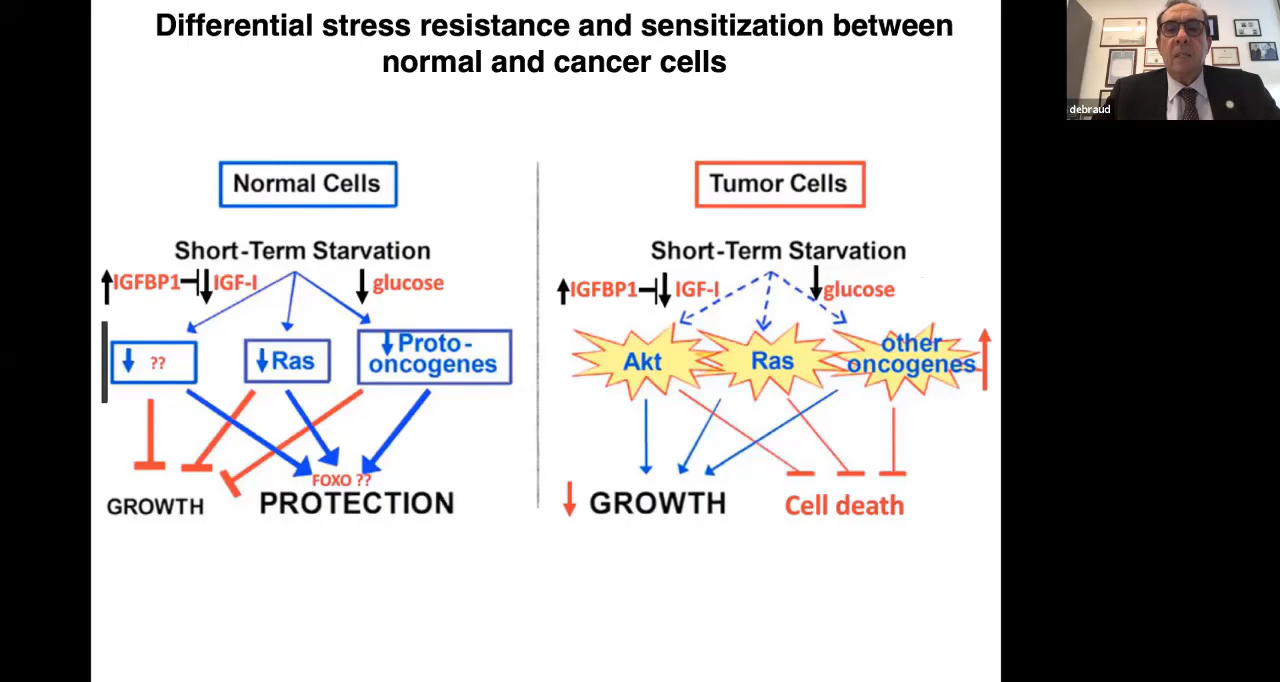 Differential stress resistance and sensitization between
normal and cancer cells
debraud
Normal Cells
Short-Term Starvation
IGFBP1
IGF-I
glucose
??
Ras
Proto-
oncogenes
FOXO ??
GROWTH
PROTECTION
Tumor Cells
Short-Term Starvation
IGFBP1
IGF-I
glucose
Akt
Ras
other
oncogenes
GROWTH
Cell death